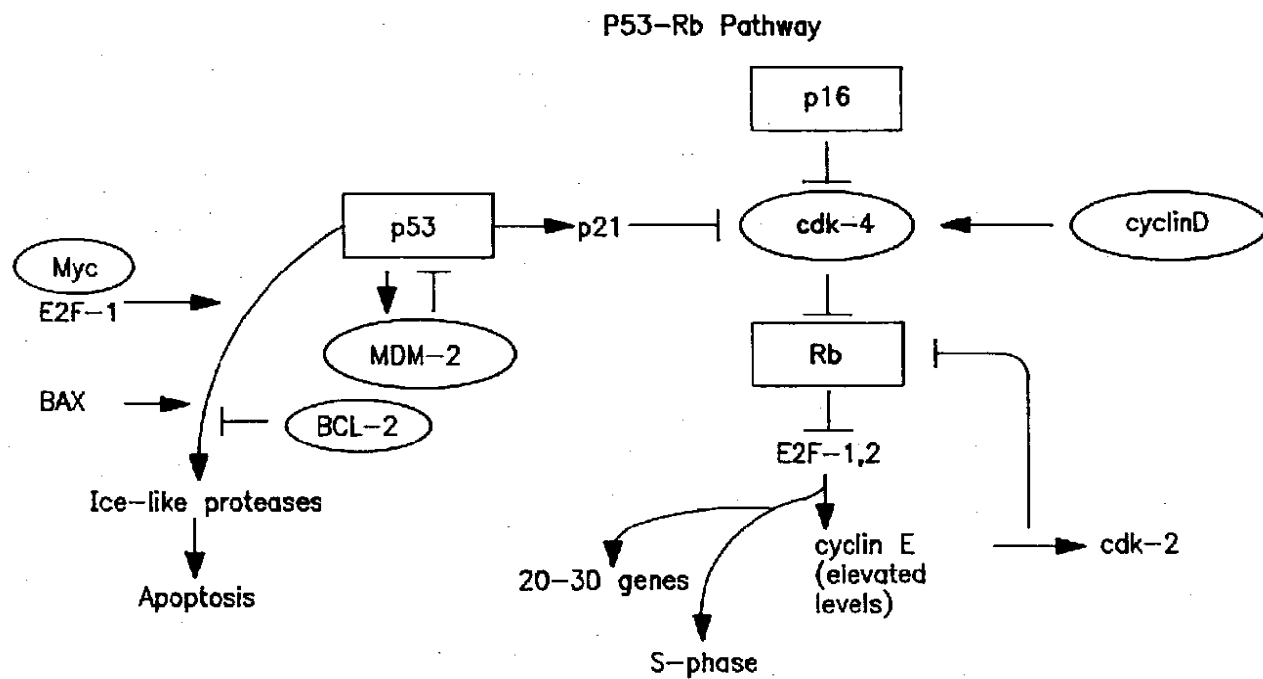 P53-Rb Pathway
p16
p53
p21
cdk-4
cyclinD
Myc
E2F-1
MDM-2
Rb
BAX
BCL-2
E2F-1,2
Ice-like proteases
20-30 genes
cyclin E
(elevated
levels)
cdk-2
Apoptosis
S-phase